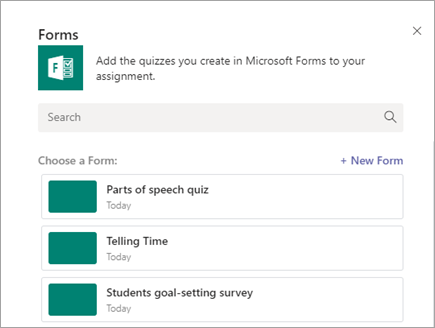 Forms
Add the quizzes you create in Microsoft Forms to your
assignment.
Search
Choose a Form:
+ New Form
Parts of speech quiz
Today
Telling Time
Today
Students goal-setting survey
Today